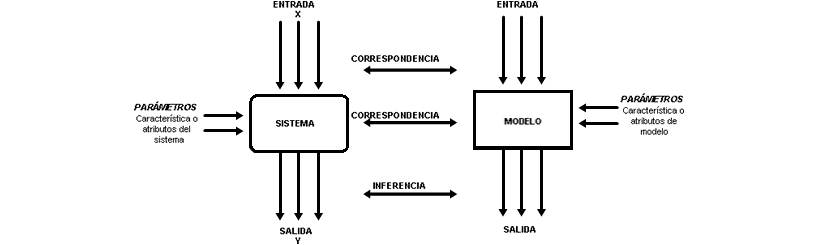 ENTRADA
X
ENTRADA
CORRESPONDENCIA
PARÁMETROS
Característica o
atributos del
sistema
SISTEMA
CORRESPONDENCIA
MODELO
PARÁMETROS
Característica o
atributos de
modelo
INFERENCIA
SALIDA
Y
SALIDA